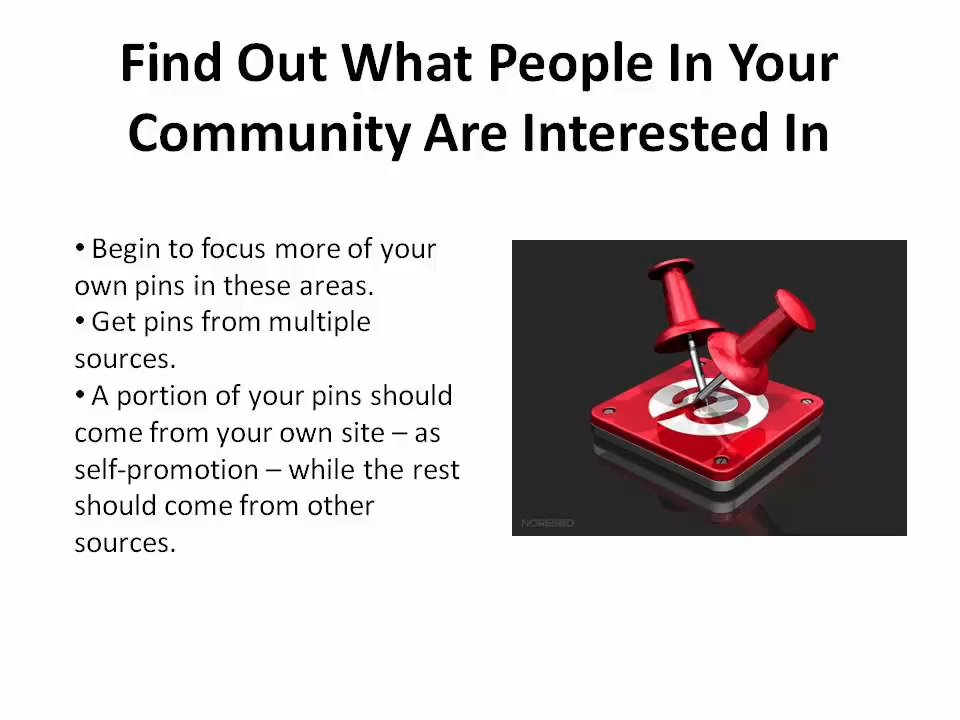 Find Out What People In Your
Community Are Interested In
• Begin to focus more of your
own pins in these areas.
• Get pins from multiple
sources.
• A portion of your pins should
come from your own site – as
self-promotion – while the rest
should come from other
sources.